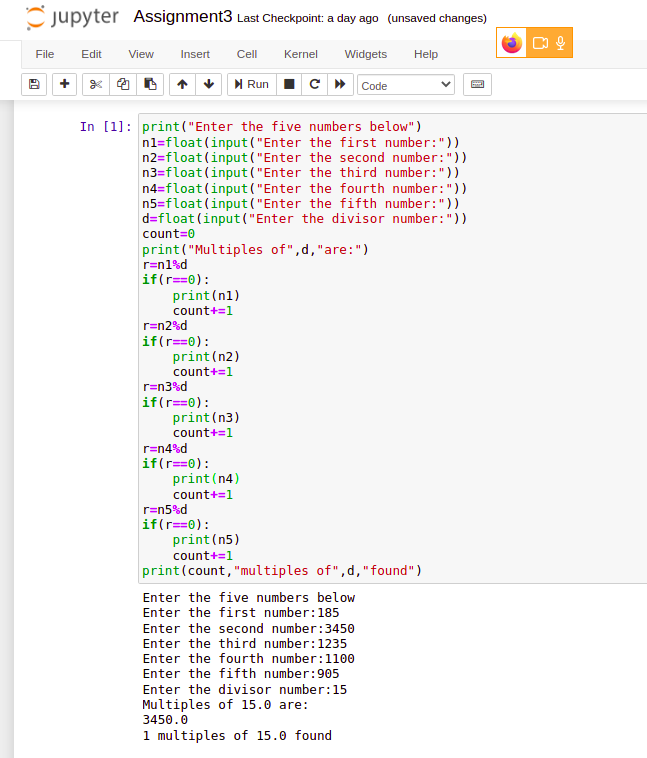 jupyter Assignment3 Last Checkpoint: a day ago (unsaved changes)
File Edit View Insert Cell Kernel Widgets Help
Run Code
In [1]: print("Enter the five numbers below")
n1=float(input("Enter the first number:"))
n2=float(input("Enter the second number:"))
n3=float(input("Enter the third number:"))
n4=float(input("Enter the fourth number:"))
n5=float(input("Enter the fifth number:"))
d=float(input("Enter the divisor number:"))
count=0
print("Multiples of",d,"are:")
r=n1%d
if(r==0):
    print(n1)
    count+=1
r=n2%d
if(r==0):
    print(n2)
    count+=1
r=n3%d
if(r==0):
    print(n3)
    count+=1
r=n4%d
if(r==0):
    print(n4)
    count+=1
r=n5%d
if(r==0):
    print(n5)
    count+=1
print(count,"multiples of",d,"found")
Enter the five numbers below
Enter the first number:185
Enter the second number:3450
Enter the third number:1235
Enter the fourth number:1100
Enter the fifth number:905
Enter the divisor number:15
Multiples of 15.0 are:
3450.0
1 multiples of 15.0 found